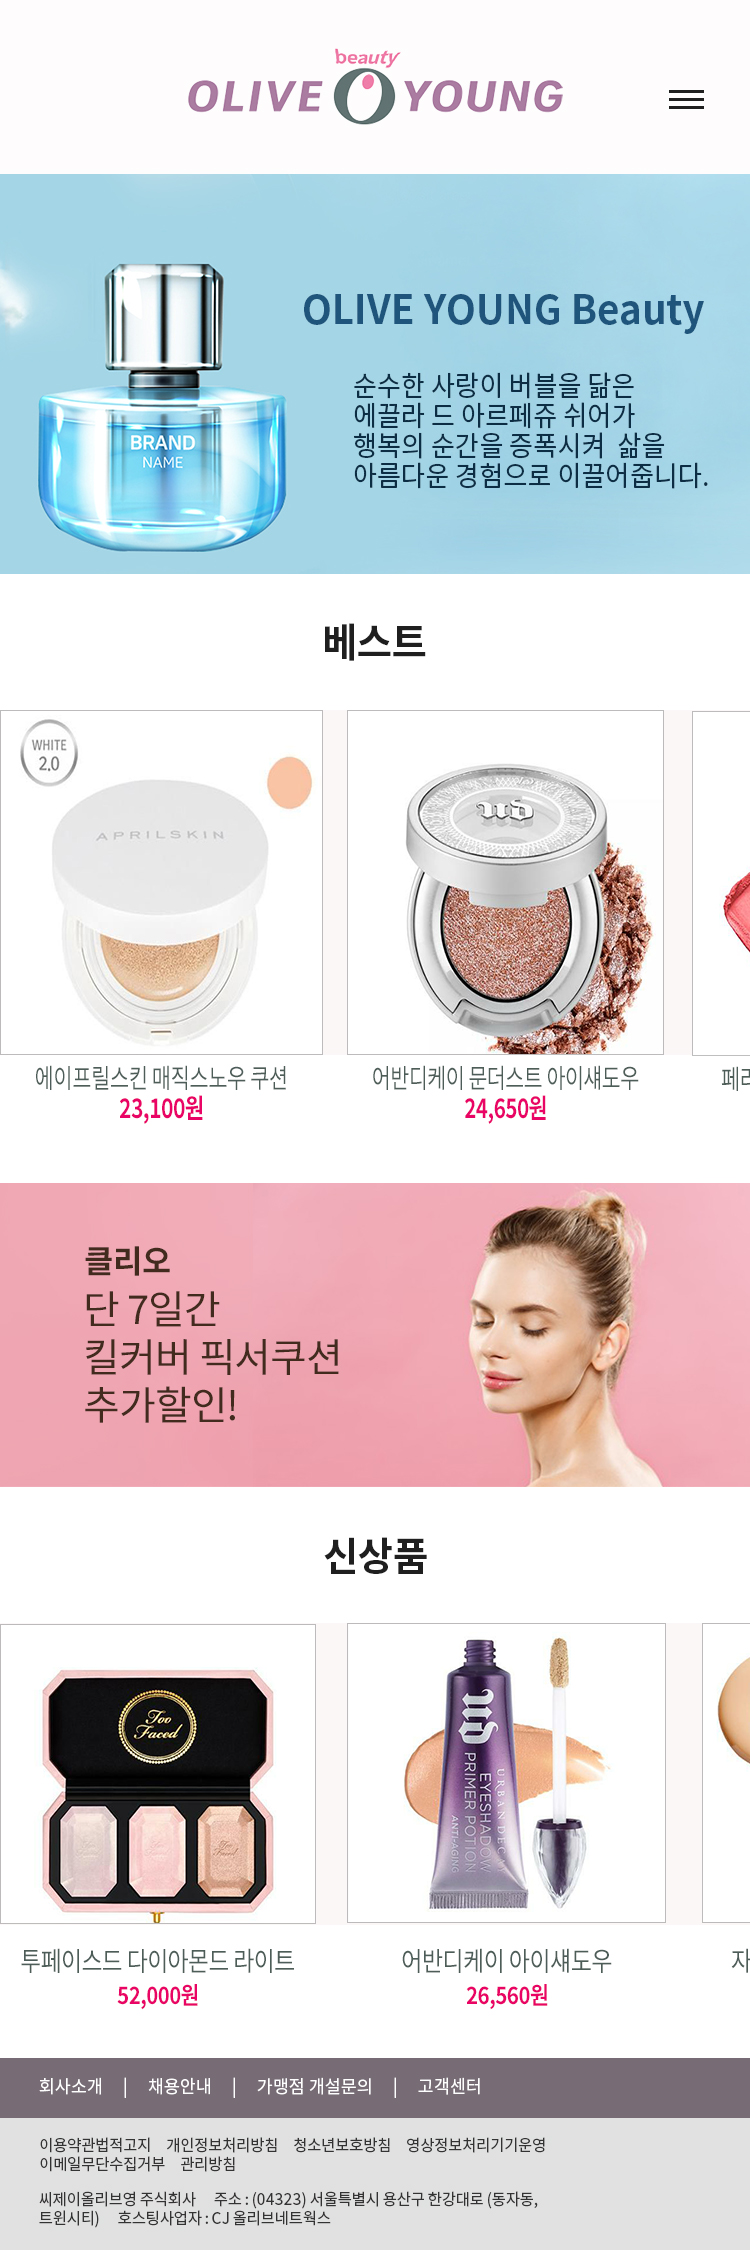 beauty
OLIVE YOUNG
OLIVE YOUNG Beauty
순수한 사랑이 버블을 닮은
에끌라 드 아르페쥬 쉬어가
행복의 순간을 증폭시켜 삶을
아름다운 경험으로 이끌어줍니다.
BRAND
NAME
베스트
WHITE
2.0
APRILSKIN
UD
에이프릴스킨 매직스노우 쿠션
23,100원
어반디케이 문더스트 아이섀도우
24,650원
클리오
단 7일간
킬커버 픽서쿠션
추가할인!
신상품
Too
Faced
Too
Faced
Too
Faced
Too
Faced
UD
URBAN DECAY
EYESHADOW
PRIMER POTION
ANTI-AGING
투페이스드 다이아몬드 라이트
52,000원
어반디케이 아이섀도우
26,560원
자
회사소개 | 채용안내 | 가맹점 개설문의 | 고객센터
이용약관법적고지 개인정보처리방침 청소년보호방침 영상정보처리기기운영
이메일무단수집거부 관리방침
씨제이올리브영 주식회사 주소 : (04323) 서울특별시 용산구 한강대로 (동자동,
트윈시티) 호스팅사업자 : CJ 올리브네트웍스